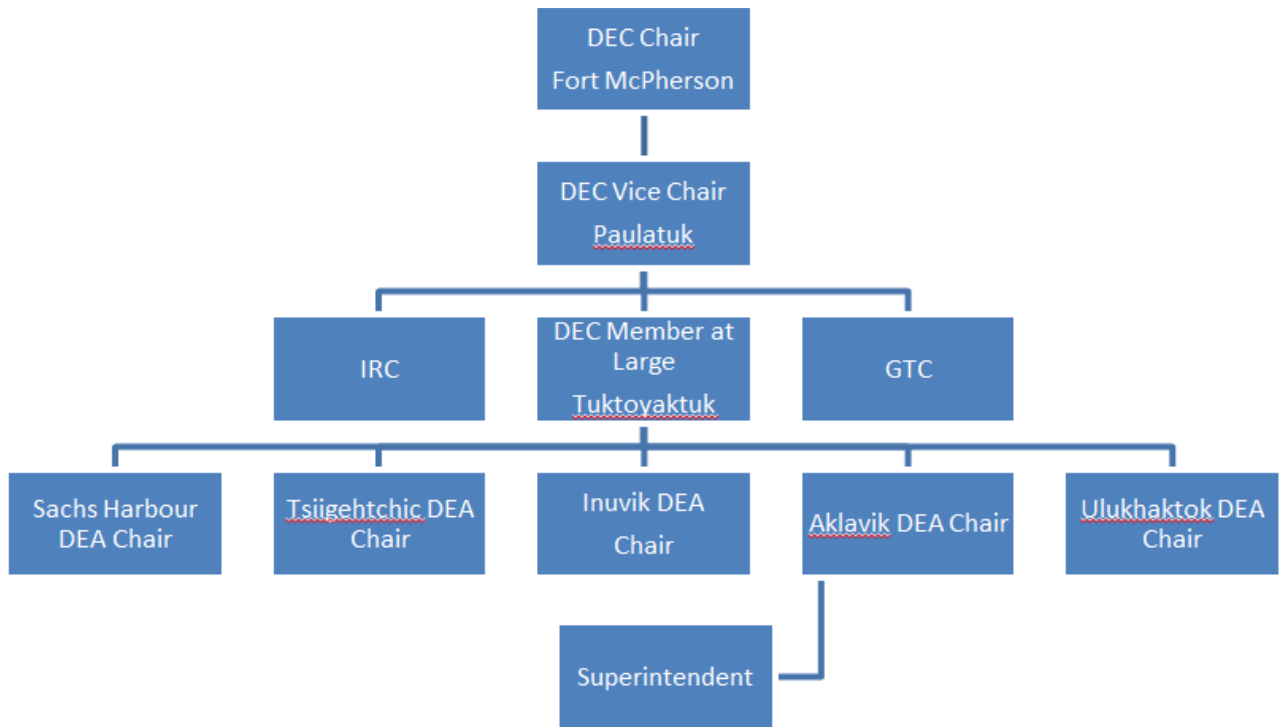 DEC Chair
Fort McPherson
DEC Vice Chair
Paulatuk
IRC
DEC Member at
Large
Tuktoyaktuk
GTC
Sachs Harbour
DEA Chair
Tsiigehtchic DEA
Chair
Inuvik DEA
Chair
Aklavik DEA Chair
Ulukhaktok DEA
Chair
Superintendent